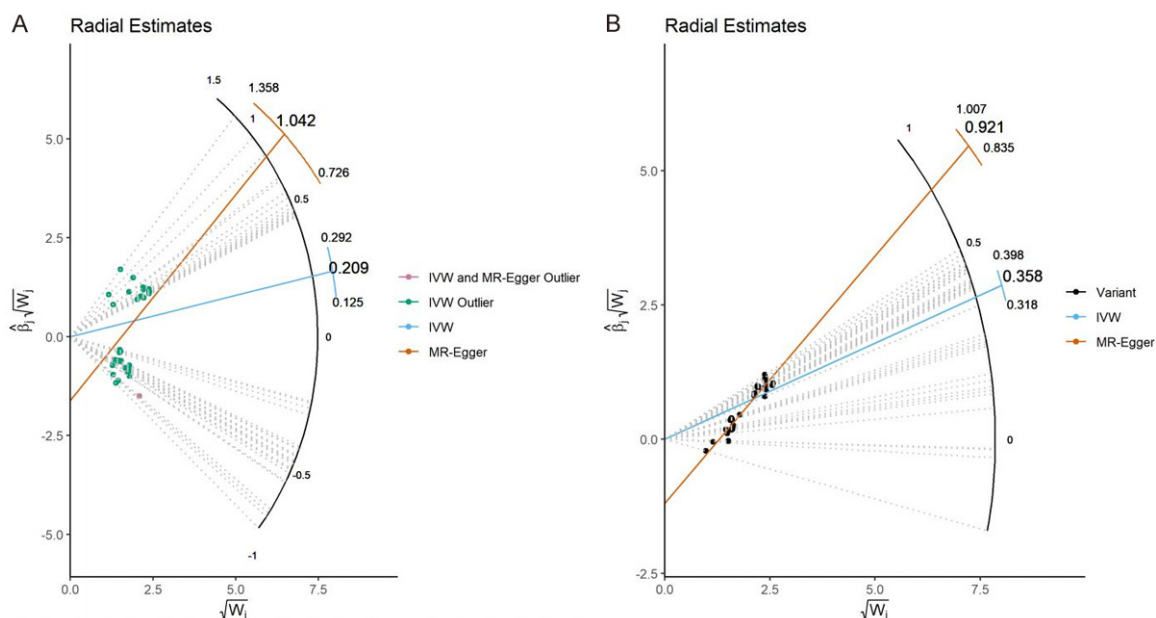 A
Radial Estimates
1.5
1.358
1
1.042
5.0
0.726
0.5
2.5
0.292
0.209
0.125
0.0
0
-2.5
-0.5
-5.0
-1
0.0 2.5 5.0 7.5
√Wj
β̂j√Wj
IVW and MR-Egger Outlier
IVW Outlier
IVW
MR-Egger
B
Radial Estimates
1.007
0.921
0.835
1
5.0
0.5
0.398
0.358
0.318
2.5
0.0
0
-2.5
0.0 2.5 5.0 7.5
√Wj
β̂j√Wj
Variant
IVW
MR-Egger